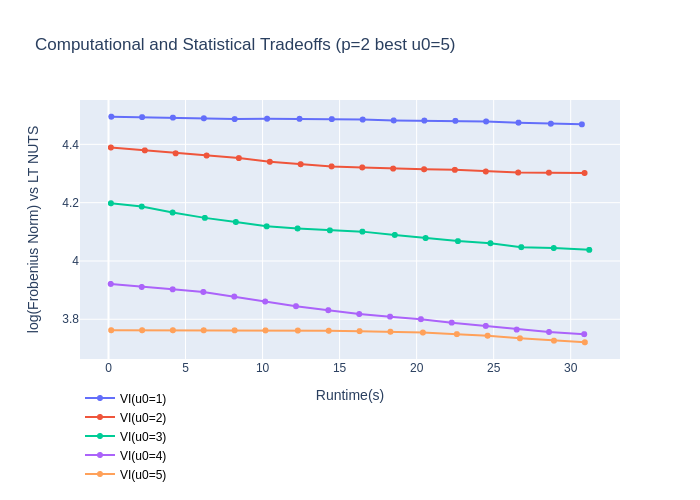 Computational and Statistical Tradeoffs (p=2 best u0=5)
log(Frobenius Norm) vs LT NUTS
4.4
4.2
4
3.8
0 5 10 15 20 25 30
Runtime(s)
VI(u0=1)
VI(u0=2)
VI(u0=3)
VI(u0=4)
VI(u0=5)